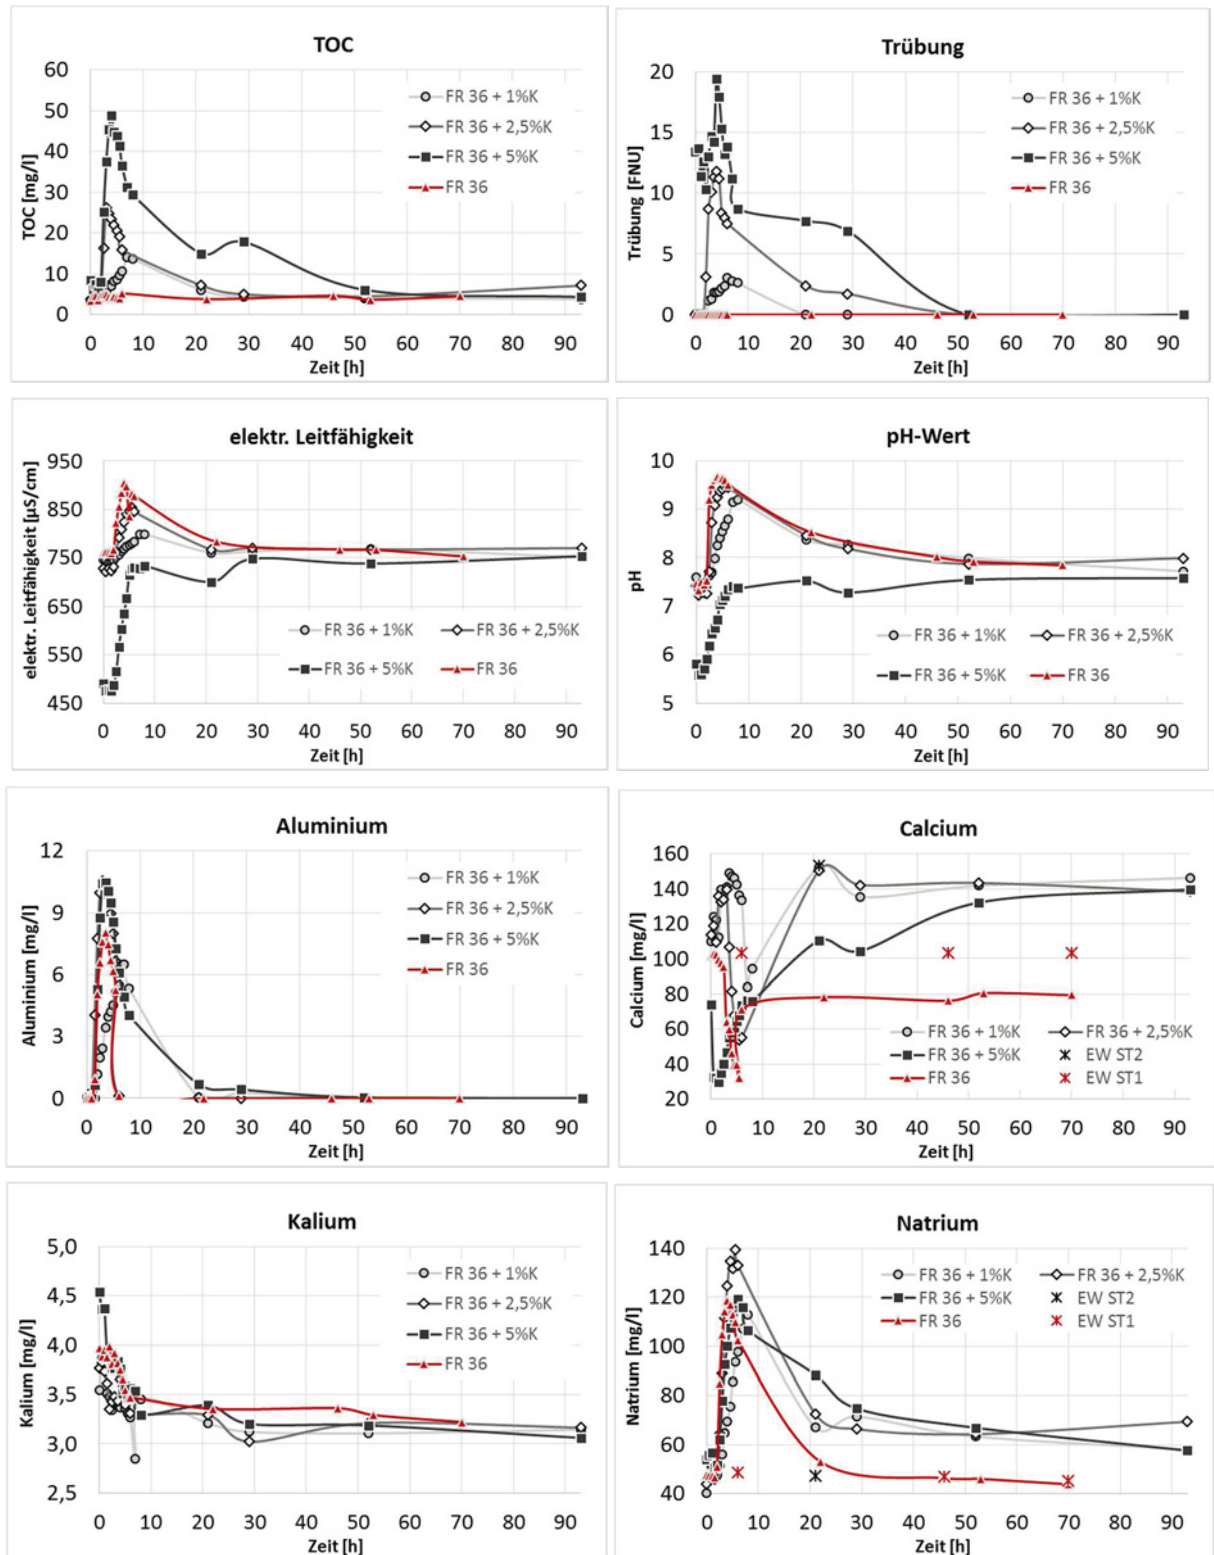 TOC
TOC [mg/l]
60
50
40
30
20
10
0
FR 36 + 1%K
FR 36 + 2,5%K
FR 36 + 5%K
FR 36
0 10 20 30 40 50 60 70 80 90
Zeit [h]
Trübung
Trübung [FNU]
20
15
10
5
0
FR 36 + 1%K
FR 36 + 2,5%K
FR 36 + 5%K
FR 36
0 10 20 30 40 50 60 70 80 90
Zeit [h]
elektr. Leitfähigkeit
elektr. Leitfähigkeit [µS/cm]
950
850
750
650
550
450
FR 36 + 1%K FR 36 + 2,5%K
FR 36 + 5%K FR 36
0 10 20 30 40 50 60 70 80 90
Zeit [h]
pH-Wert
pH
10
9
8
7
6
5
FR 36 + 1%K FR 36 + 2,5%K
FR 36 + 5%K FR 36
0 10 20 30 40 50 60 70 80 90
Zeit [h]
Aluminium
Aluminium [mg/l]
12
9
6
3
0
FR 36 + 1%K
FR 36 + 2,5%K
FR 36 + 5%K
FR 36
0 10 20 30 40 50 60 70 80 90
Zeit [h]
Calcium
Calcium [mg/l]
160
140
120
100
80
60
40
20
FR 36 + 1%K FR 36 + 2,5%K
FR 36 + 5%K EW ST2
FR 36 EW ST1
0 10 20 30 40 50 60 70 80 90
Zeit [h]
Kalium
Kalium [mg/l]
5,0
4,5
4,0
3,5
3,0
2,5
FR 36 + 1%K
FR 36 + 2,5%K
FR 36 + 5%K
FR 36
0 10 20 30 40 50 60 70 80 90
Zeit [h]
Natrium
Natrium [mg/l]
140
120
100
80
60
40
FR 36 + 1%K FR 36 + 2,5%K
FR 36 + 5%K EW ST2
FR 36 EW ST1
0 10 20 30 40 50 60 70 80 90
Zeit [h]